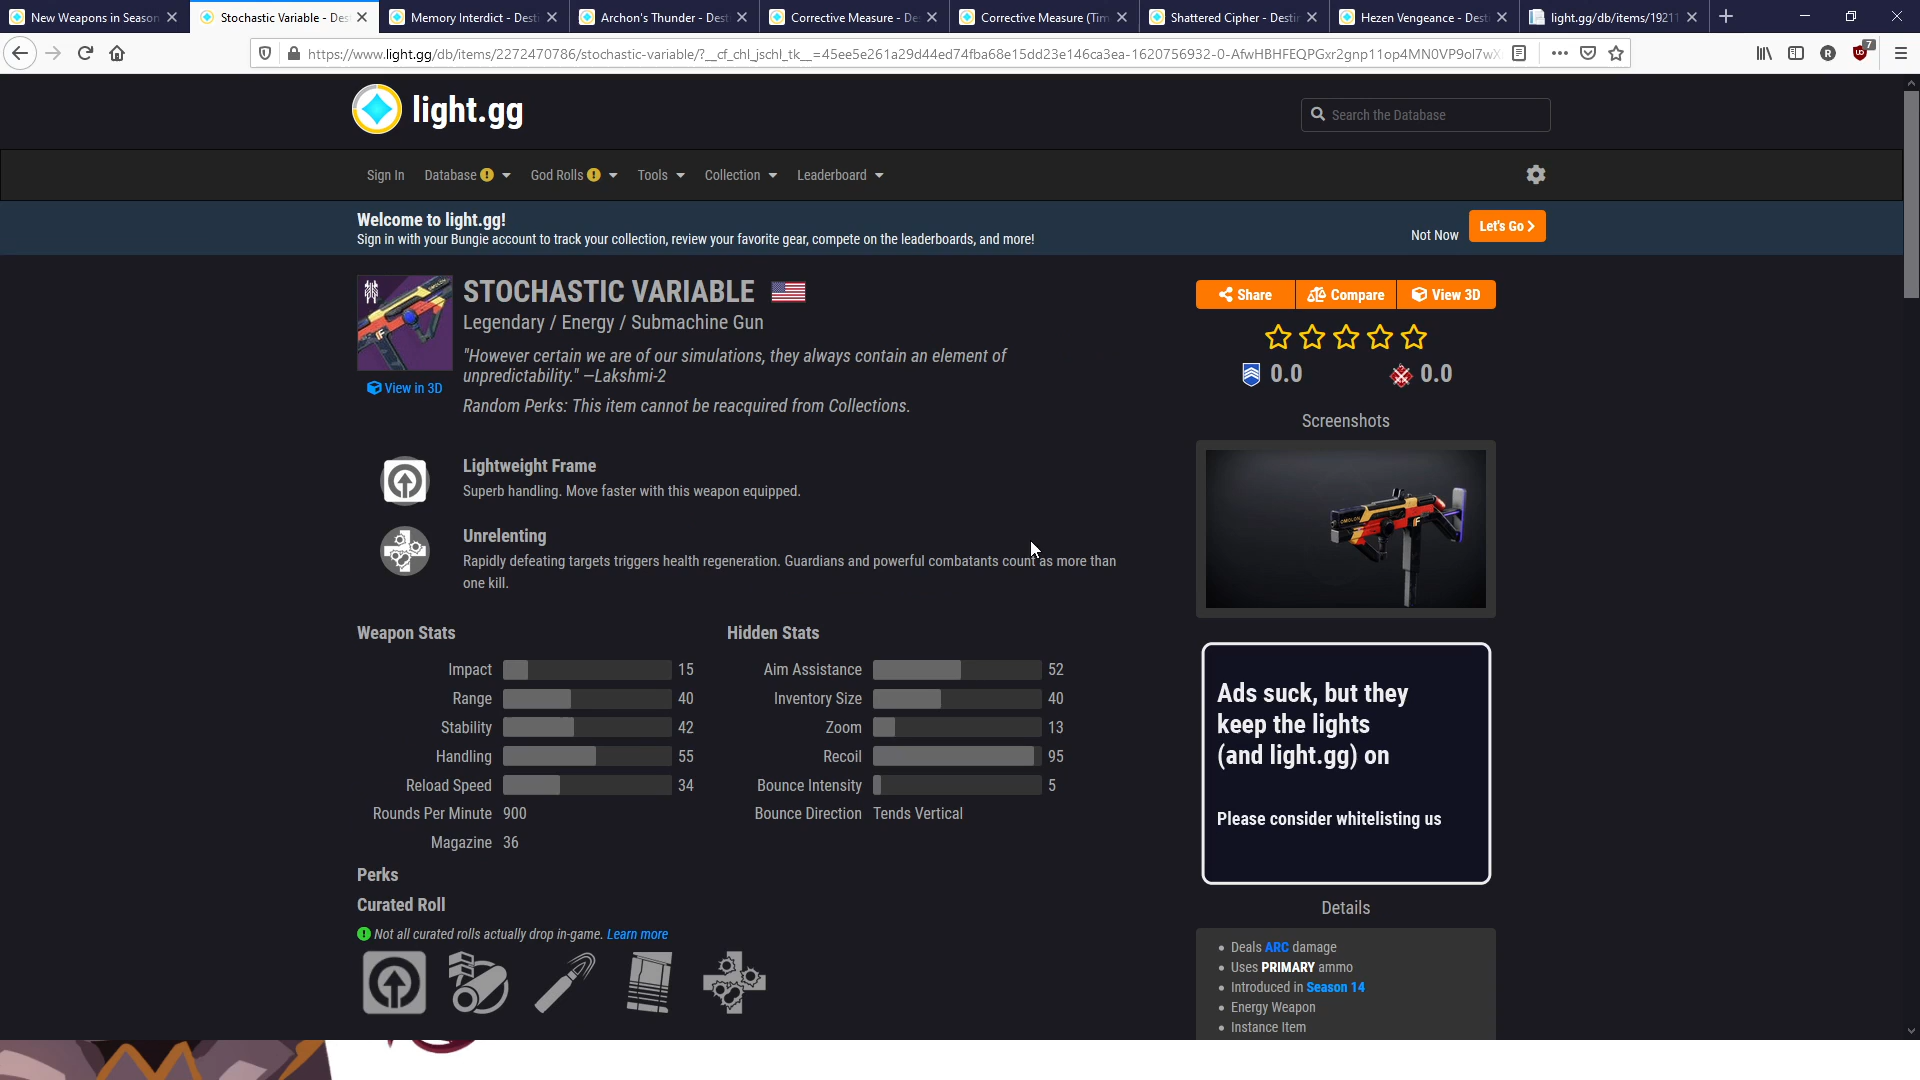 New Weapons in Season
Stochastic Variable - Des
Memory Interdict - Desti
Archon's Thunder - Dest
Corrective Measure - De
Corrective Measure (Tim
Shattered Cipher - Destin
Hezen Vengeance - Dest
light.gg/db/items/19211
https://www.light.gg/db/items/2272470786/stochastic-variable/?__cf_chl_jschl_tk__=45ee5e261a29d44ed74fba68e15dd23e146ca3ea-1620756932-0-AfwHBHFEQPGxr2gnp11op4MN0VP9ol7wX
7
light.gg
Search the Database
Sign In Database God Rolls Tools Collection Leaderboard
Welcome to light.gg!
Sign in with your Bungie account to track your collection, review your favorite gear, compete on the leaderboards, and more!
Not Now
Let's Go
STOCHASTIC VARIABLE
Legendary / Energy / Submachine Gun
"However certain we are of our simulations, they always contain an element of
unpredictability." —Lakshmi-2
View in 3D
Random Perks: This item cannot be reacquired from Collections.
Share Compare View 3D
0.0 0.0
Screenshots
Lightweight Frame
Superb handling. Move faster with this weapon equipped.
Unrelenting
Rapidly defeating targets triggers health regeneration. Guardians and powerful combatants count as more than
one kill.
Weapon Stats
Impact 15
Range 40
Stability 42
Handling 55
Reload Speed 34
Rounds Per Minute 900
Magazine 36
Hidden Stats
Aim Assistance 52
Inventory Size 40
Zoom 13
Recoil 95
Bounce Intensity 5
Bounce Direction Tends Vertical
Perks
Curated Roll
Not all curated rolls actually drop in-game. Learn more
Ads suck, but they
keep the lights
(and light.gg) on
Please consider whitelisting us
Details
Deals ARC damage
Uses PRIMARY ammo
Introduced in Season 14
Energy Weapon
Instance Item